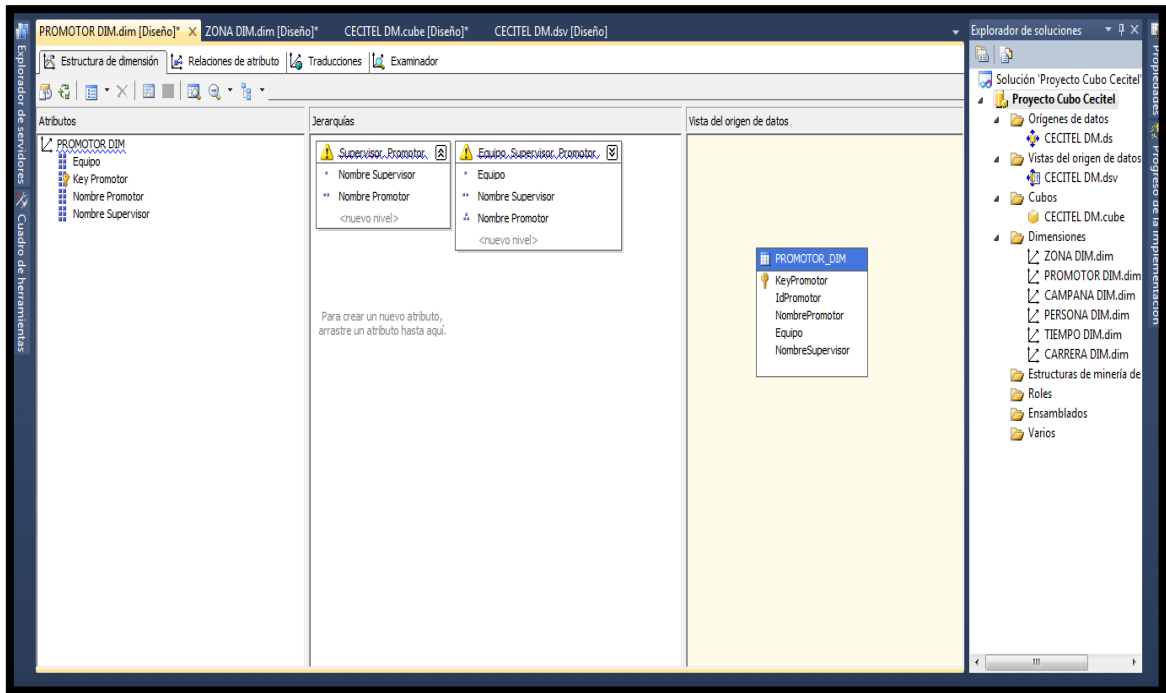 PROMOTOR DIM.dim [Diseño]* ZONA DIM.dim [Diseño]* CECITEL DM.cube [Diseño]* CECITEL DM.dsv [Diseño]
Estructura de dimensión Relaciones de atributo Traducciones Examinador
Explorador de servidores
Cuadro de herramientas
Atributos
PROMOTOR DIM
Equipo
Key Promotor
Nombre Promotor
Nombre Supervisor
Jerarquías
Supervisor_Promotor_
Nombre Supervisor
Nombre Promotor
<nuevo nivel>
Equipo_Supervisor_Promotor_
Equipo
Nombre Supervisor
Nombre Promotor
<nuevo nivel>
Para crear un nuevo atributo,
arrastre un atributo hasta aquí.
Vista del origen de datos
PROMOTOR_DIM
KeyPromotor
IdPromotor
NombrePromotor
Equipo
NombreSupervisor
Explorador de soluciones
Solución 'Proyecto Cubo Cecitel'
Proyecto Cubo Cecitel
Orígenes de datos
CECITEL DM.ds
Vistas del origen de datos
CECITEL DM.dsv
Cubos
CECITEL DM.cube
Dimensiones
ZONA DIM.dim
PROMOTOR DIM.dim
CAMPANA DIM.dim
PERSONA DIM.dim
TIEMPO DIM.dim
CARRERA DIM.dim
Estructuras de minería de
Roles
Ensamblados
Varios
Propiedades
Progreso de la implementación